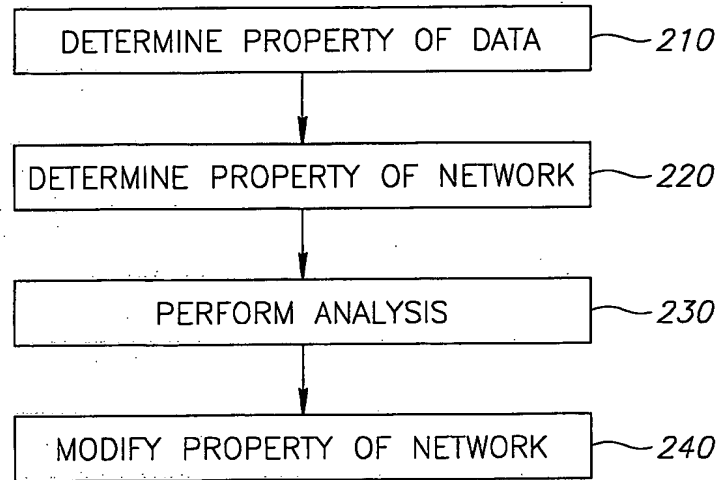 DETERMINE PROPERTY OF DATA 210
DETERMINE PROPERTY OF NETWORK 220
PERFORM ANALYSIS 230
MODIFY PROPERTY OF NETWORK 240